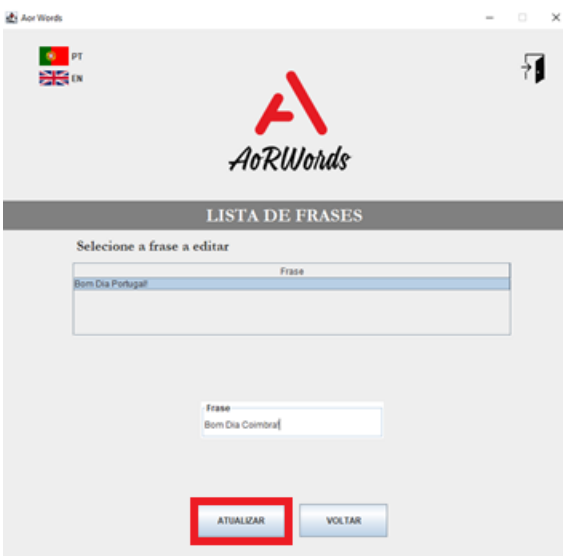 Aor Words
PT
EN
AoRWords
LISTA DE FRASES
Selecione a frase a editar
Frase
Bom Dia Portugal!
Frase
Bom Dia Coimbra!
ATUALIZAR
VOLTAR